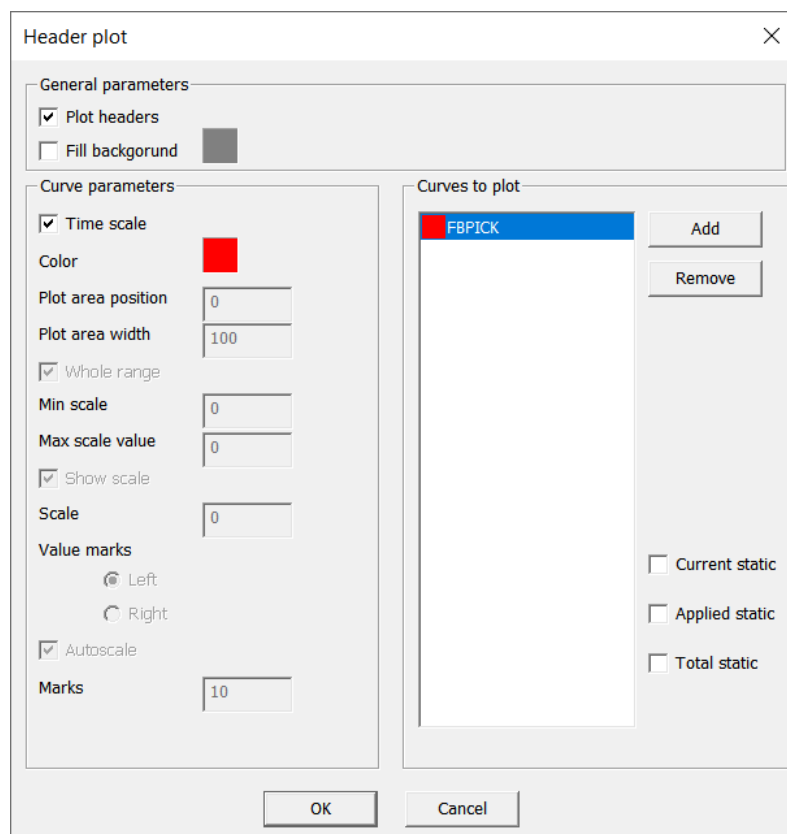 Header plot
General parameters
Plot headers
Fill backgorund
Curve parameters
Time scale
Color
Plot area position
0
Plot area width
100
Whole range
Min scale
0
Max scale value
0
Show scale
Scale
0
Value marks
Left
Right
Autoscale
Marks
10
Curves to plot
FBPICK
Add
Remove
Current static
Applied static
Total static
OK
Cancel